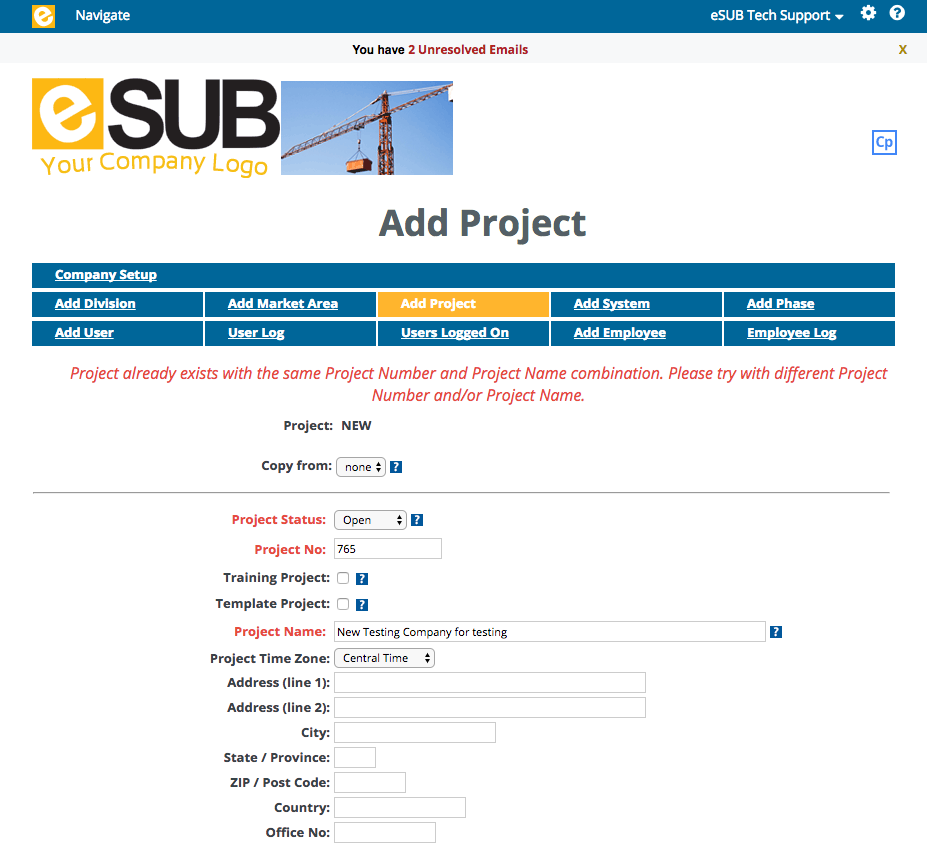 e Navigate eSUB Tech Support ?
You have 2 Unresolved Emails X
eSUB
Your Company Logo
Cp
Add Project
Company Setup
Add Division Add Market Area Add Project Add System Add Phase
Add User User Log Users Logged On Add Employee Employee Log
Project already exists with the same Project Number and Project Name combination. Please try with different Project
Number and/or Project Name.
Project: NEW
Copy from: none ?
Project Status: Open ?
Project No: 765
Training Project: ?
Template Project: ?
Project Name: New Testing Company for testing ?
Project Time Zone: Central Time
Address (line 1):
Address (line 2):
City:
State / Province:
ZIP / Post Code:
Country:
Office No: